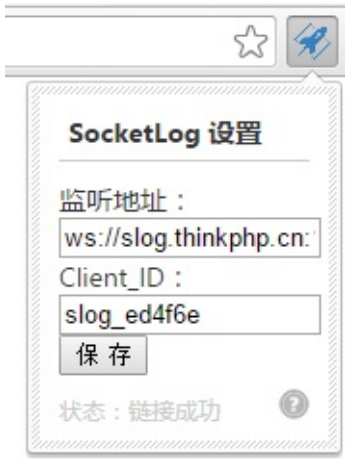 SocketLog 设置
监听地址：
ws://slog.thinkphp.cn:
Client_ID：
slog_ed4f6e
保 存
状态：链接成功
?